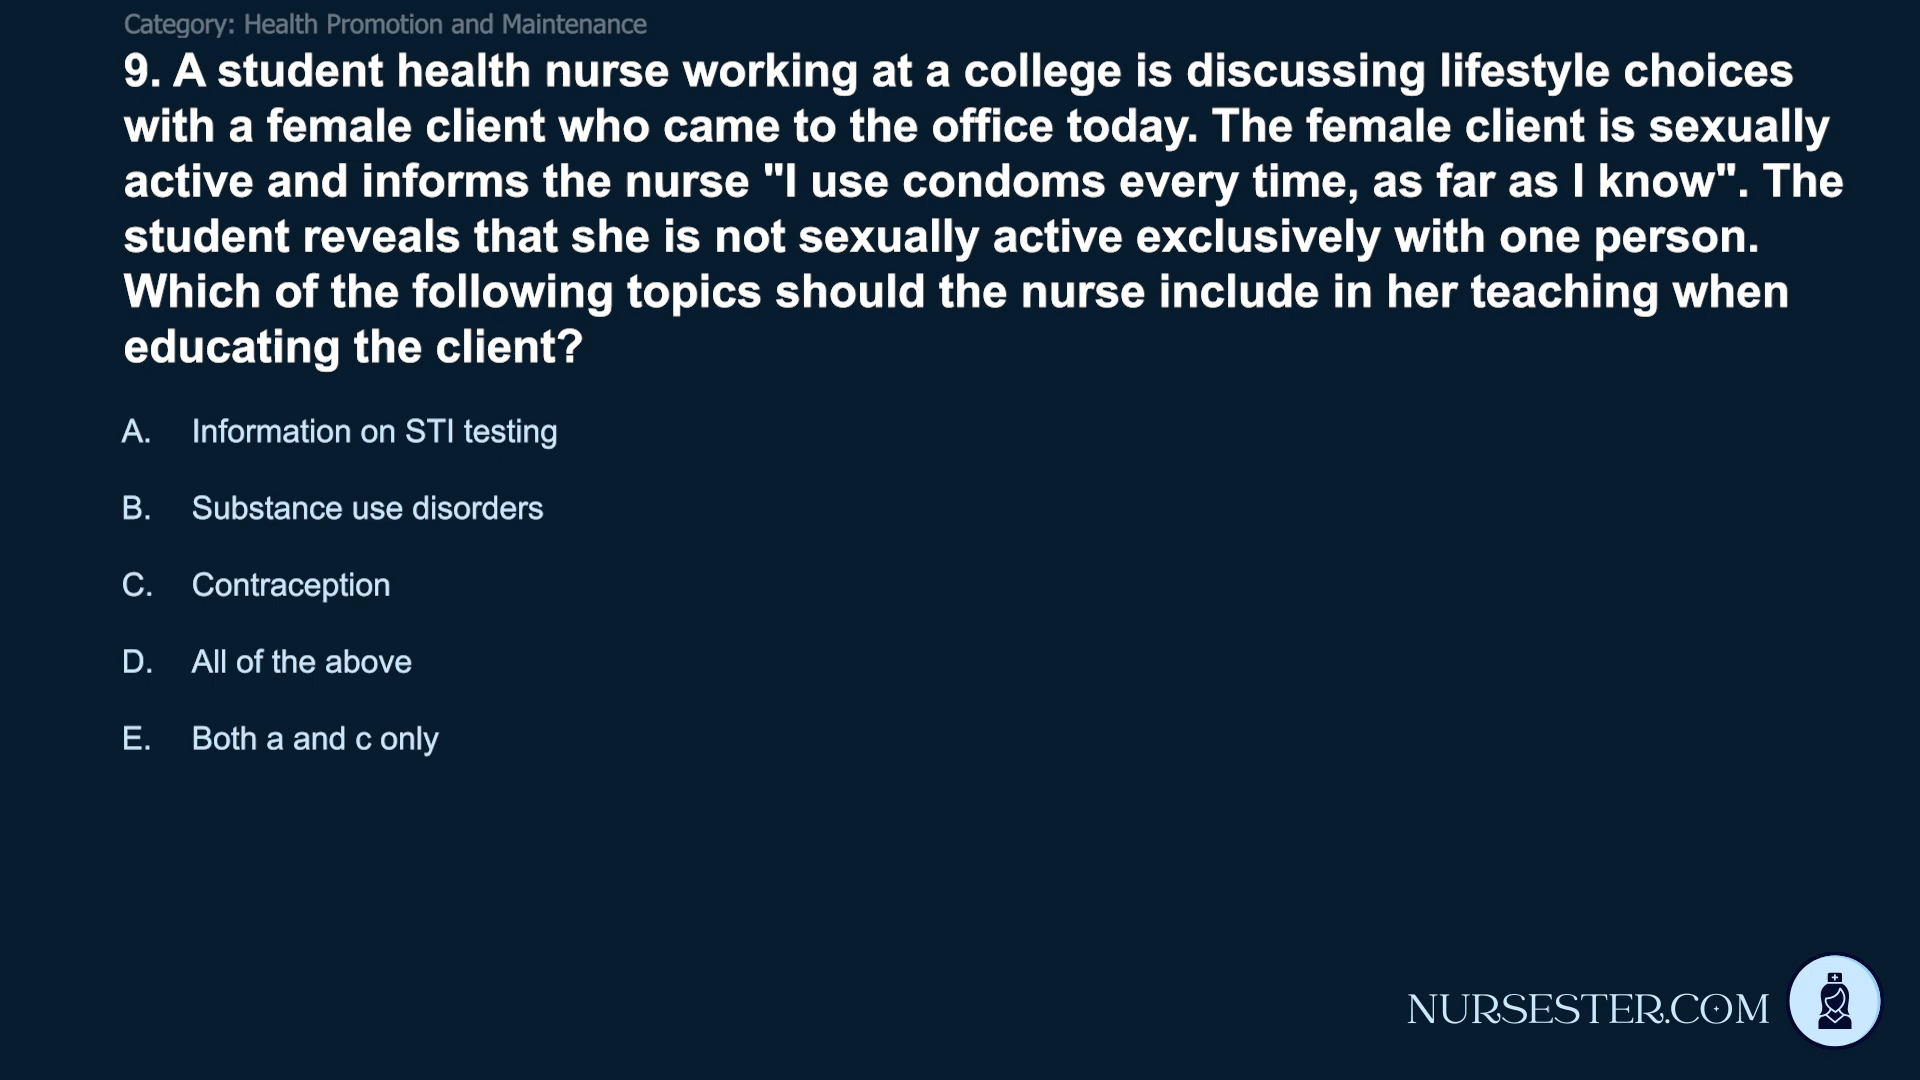 Category: Health Promotion and Maintenance
9. A student health nurse working at a college is discussing lifestyle choices
with a female client who came to the office today. The female client is sexually
active and informs the nurse "I use condoms every time, as far as I know". The
student reveals that she is not sexually active exclusively with one person.
Which of the following topics should the nurse include in her teaching when
educating the client?
A. Information on STI testing
B. Substance use disorders
C. Contraception
D. All of the above
E. Both a and c only
NURSESTER.COM